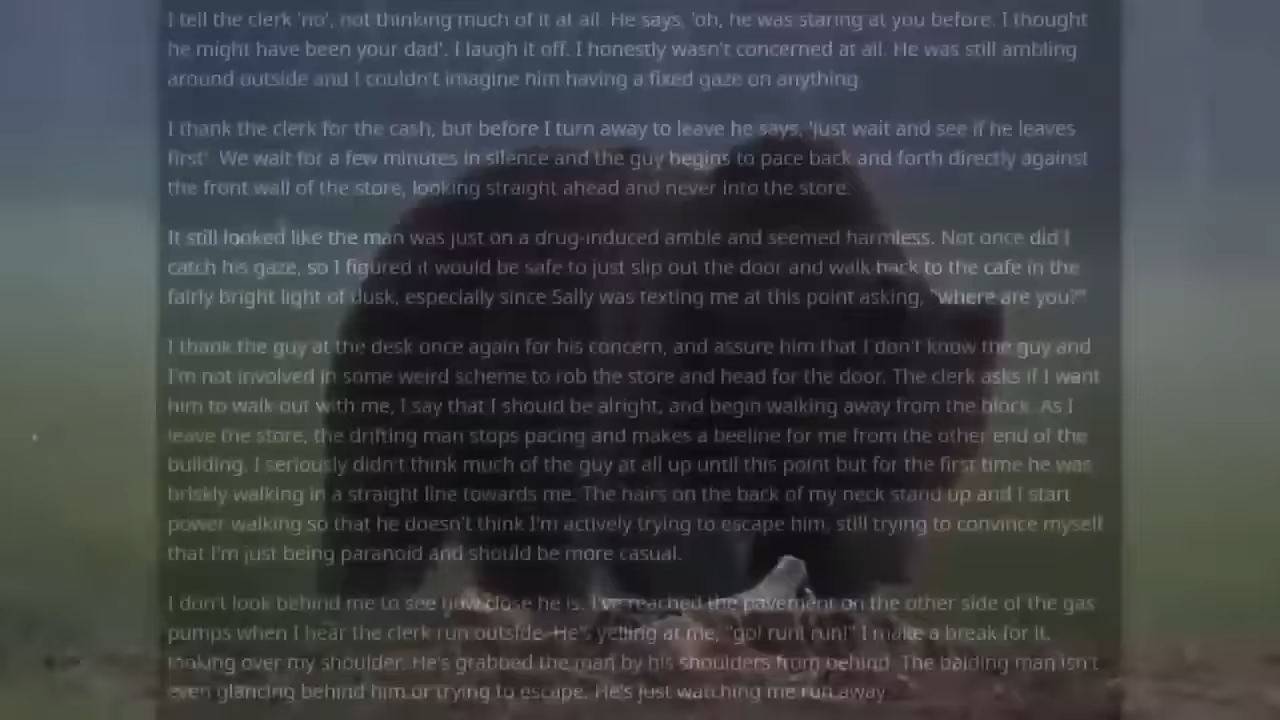 I tell the clerk 'no', not thinking much of it at all. He says, 'oh, he was staring at you before. I thought
he might have been your dad'. I laugh it off. I honestly wasn't concerned at all. He was still ambling
around outside and I couldn't imagine him having a fixed gaze on anything.
I thank the clerk for the cash, but before I turn away to leave he says, 'just wait and see if he leaves
first'. We wait for a few minutes in silence and the guy begins to pace back and forth directly against
the front wall of the store, looking straight ahead and never into the store.
It still looked like the man was just on a drug-induced amble and seemed harmless. Not once did I
catch his gaze, so I figured it would be safe to just slip out the door and walk back to the cafe in the
fairly bright light of dusk, especially since Sally was texting me at this point asking, "where are you?"
I thank the guy at the desk once again for his concern, and assure him that I don't know the guy and
I'm not involved in some weird scheme to rob the store and head for the door. The clerk asks if I want
him to walk out with me, I say that I should be alright, and begin walking away from the block. As I
leave the store, the drifting man stops pacing and makes a beeline for me from the other end of the
building. I seriously didn't think much of the guy at all up until this point but for the first time he was
briskly walking in a straight line towards me. The hairs on the back of my neck stand up and I start
power walking so that he doesn't think I'm actively trying to escape him, still trying to convince myself
that I'm just being paranoid and should be more casual.
I don't look behind me to see how close he is. I've reached the pavement on the other side of the gas
pumps when I hear the clerk run outside. He's yelling at me, "go! run! run!" I make a break for it,
looking over my shoulder. He's grabbed the man by his shoulders from behind. The balding man isn't
even glancing behind him or trying to escape. He's just watching me run away.